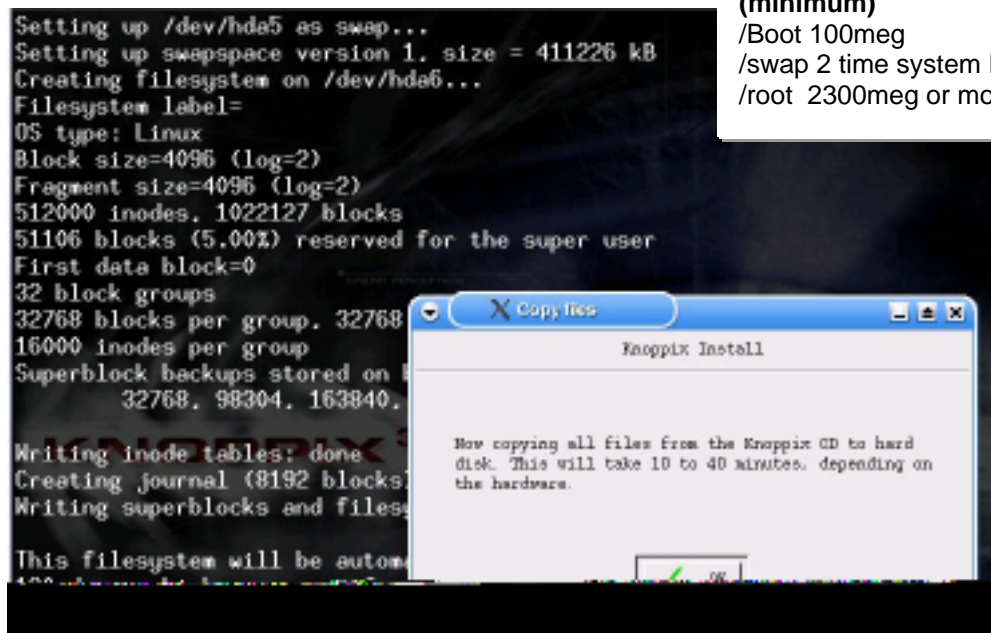 Setting up /dev/hda5 as swap...
Setting up swapspace version 1, size = 411226 kB
Creating filesystem on /dev/hda6...
Filesystem label=
OS type: Linux
Block size=4096 (log=2)
Fragment size=4096 (log=2)
512000 inodes, 1022127 blocks
51106 blocks (5.00%) reserved for the super user
First data block=0
32 block groups
32768 blocks per group, 32768
16000 inodes per group
Superblock backups stored on
32768, 98304, 163840,
Writing inode tables: done
Creating journal (8192 blocks)
Writing superblocks and
This filesystem will be
(minimum)
/Boot 100meg
/swap 2 time system
/root 2300meg or
Copy files
Knoppix Install
Now copying all files from the Knoppix CD to hard
disk. This will take 10 to 40 minutes, depending on
the hardware.
OK
KNOPPIX